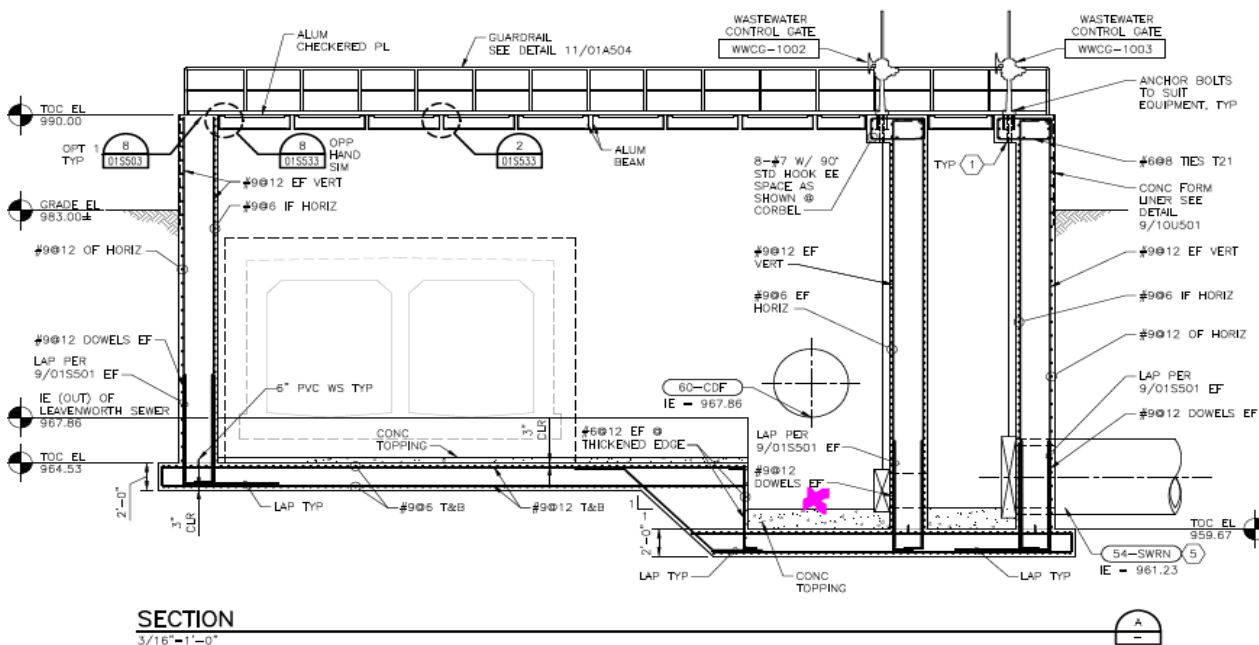 WASTEWATER
CONTROL GATE
WWCG-1002
WASTEWATER
CONTROL GATE
WWCG-1003
ALUM
CHECKERED PL
GUARDRAIL
SEE DETAIL 11/01A504
ANCHOR BOLTS
TO SUIT
EQUIPMENT, TYP
TOC EL
990.00
OPT 1
TYP
8
01S503
8
01S533
OPP
HAND
SIM
2
01S533
ALUM
BEAM
8-#7 W/ 90°
STD HOOK EE
SPACE AS
SHOWN @
CORBEL
TYP 1
#6@8 TIES T21
CONC FORM
LINER SEE
DETAIL
9/10U501
#9@12 EF VERT
#9@6 IF HORIZ
GRADE EL
983.00±
#9@12 OF HORIZ
#9@12 EF
VERT
#9@6 EF
HORIZ
#9@12 EF VERT
#9@6 IF HORIZ
#9@12 OF HORIZ
#9@12 DOWELS EF
LAP PER
9/01S501 EF
IE (OUT) OF
LEAVENWORTH SEWER
967.86
6" PVC WS TYP
60-CDF
IE - 967.86
LAP PER
9/01S501 EF
#9@12 DOWELS EF
CONC
TOPPING
3"
CLR
#6@12 EF @
THICKENED EDGE
LAP PER
9/01S501 EF
#9@12
DOWELS EF
TOC EL
964.53
2'-0"
3"
CLR
LAP TYP
#9@6 T&B
#9@12 T&B
1
1
2'-0"
LAP TYP
CONC
TOPPING
LAP TYP
TOC EL
959.67
54-SWRN 5
IE - 961.23
SECTION
3/16"-1'-0"
A
-